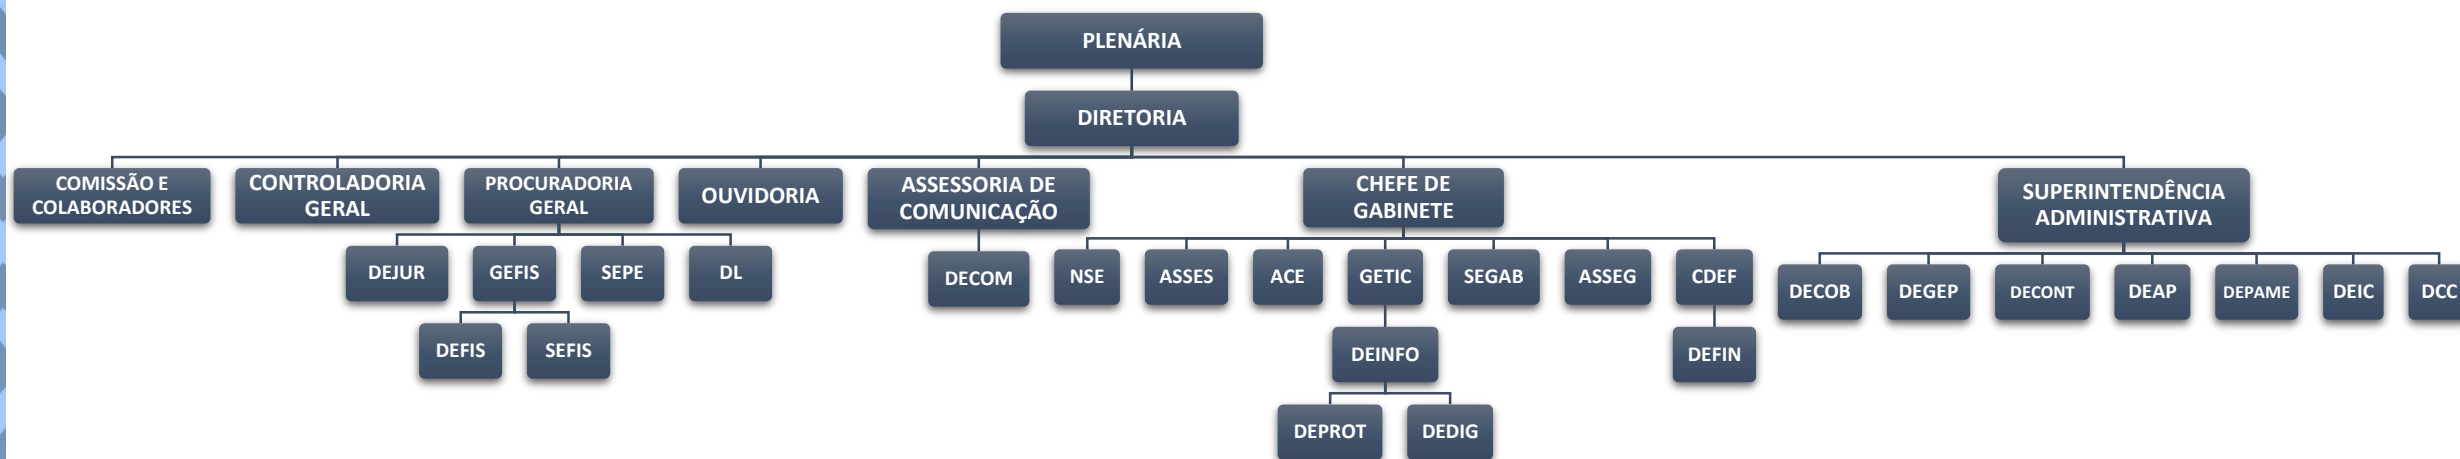 PLENÁRIA
DIRETORIA
COMISSÃO E
COLABORADORES
CONTROLADORIA
GERAL
PROCURADORIA
GERAL
OUVIDORIA
ASSESSORIA DE
COMUNICAÇÃO
CHEFE DE
GABINETE
SUPERINTENDÊNCIA
ADMINISTRATIVA
DEJUR
GEFIS
SEPE
DL
DECOM
NSE
ASSES
ACE
GETIC
SEGAB
ASSEG
CDEF
DECOB
DEGEP
DECONT
DEAP
DEPAME
DEIC
DCC
DEFIS
SEFIS
DEINFO
DEFIN
DEPROT
DEDIG